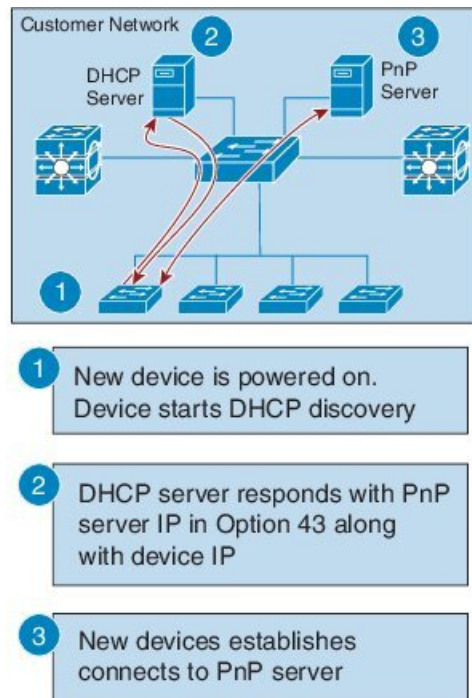 Customer Network
2
3
DHCP
Server
PnP
Server
1
1
New device is powered on.
Device starts DHCP discovery
2
DHCP server responds with PnP
server IP in Option 43 along
with device IP
3
New devices establishes
connects to PnP server